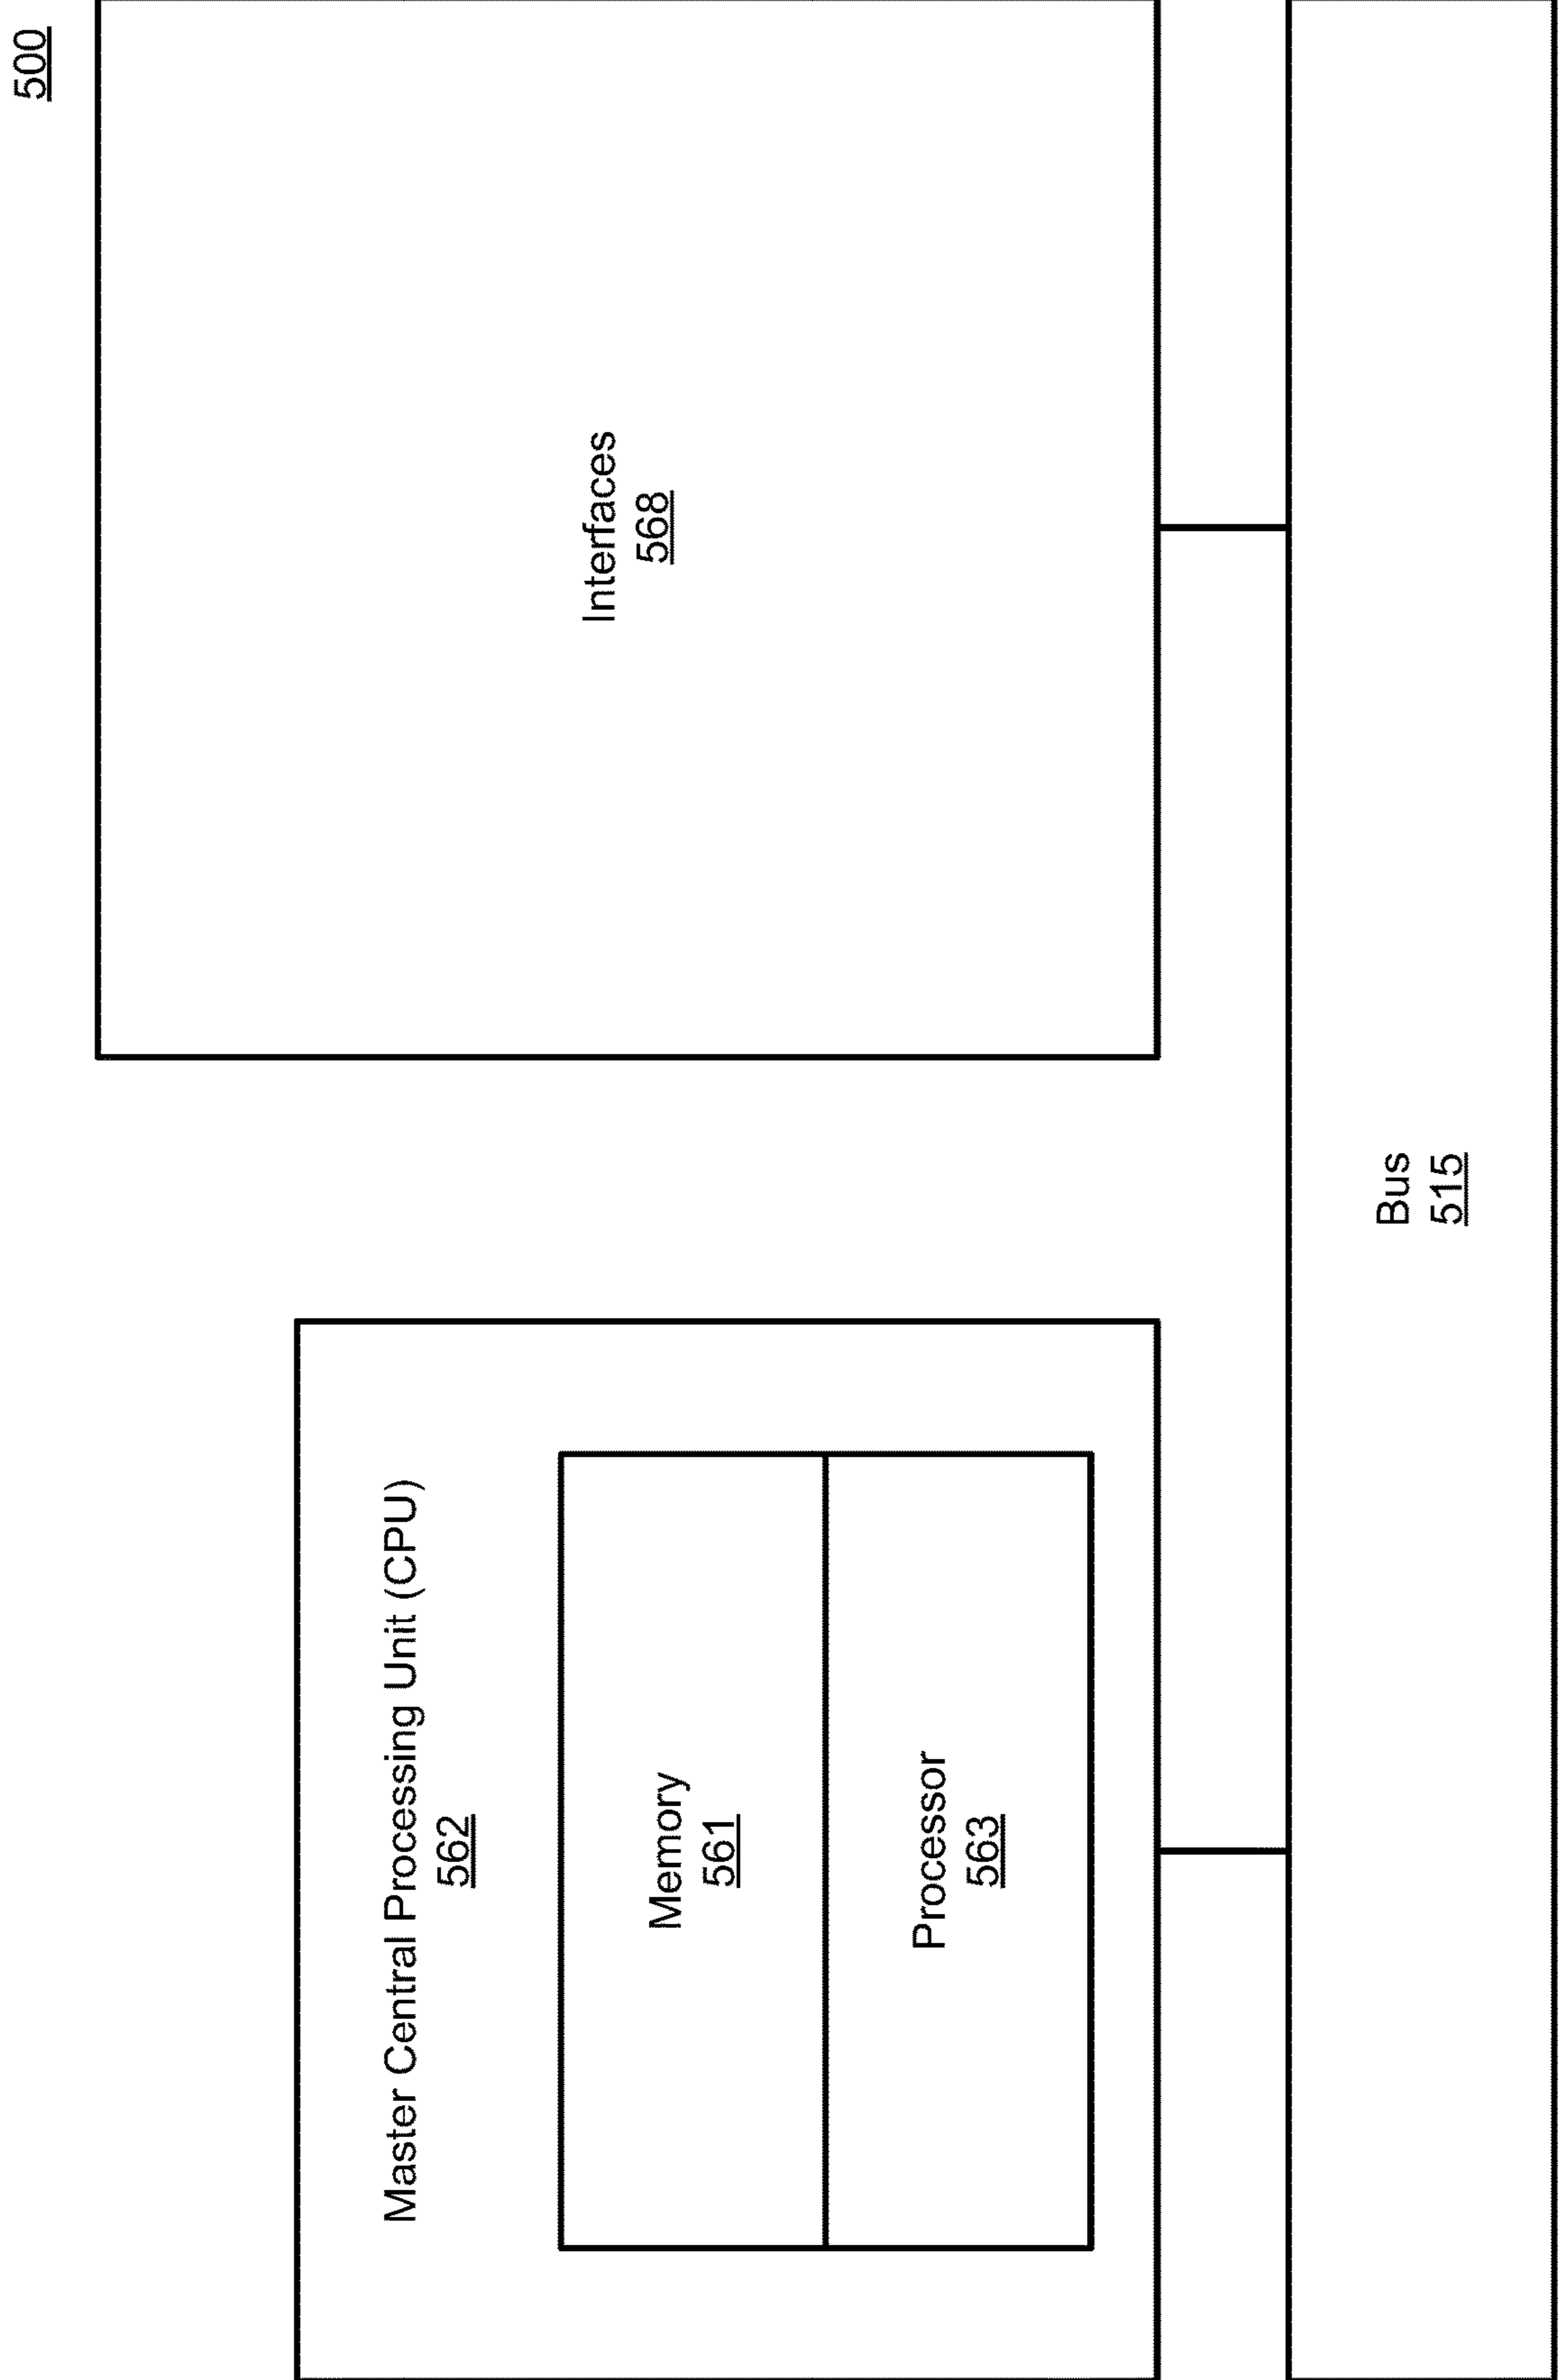 500
Master Central Processing Unit (CPU)
562
Memory
561
Processor
563
Interfaces
568
Bus
515